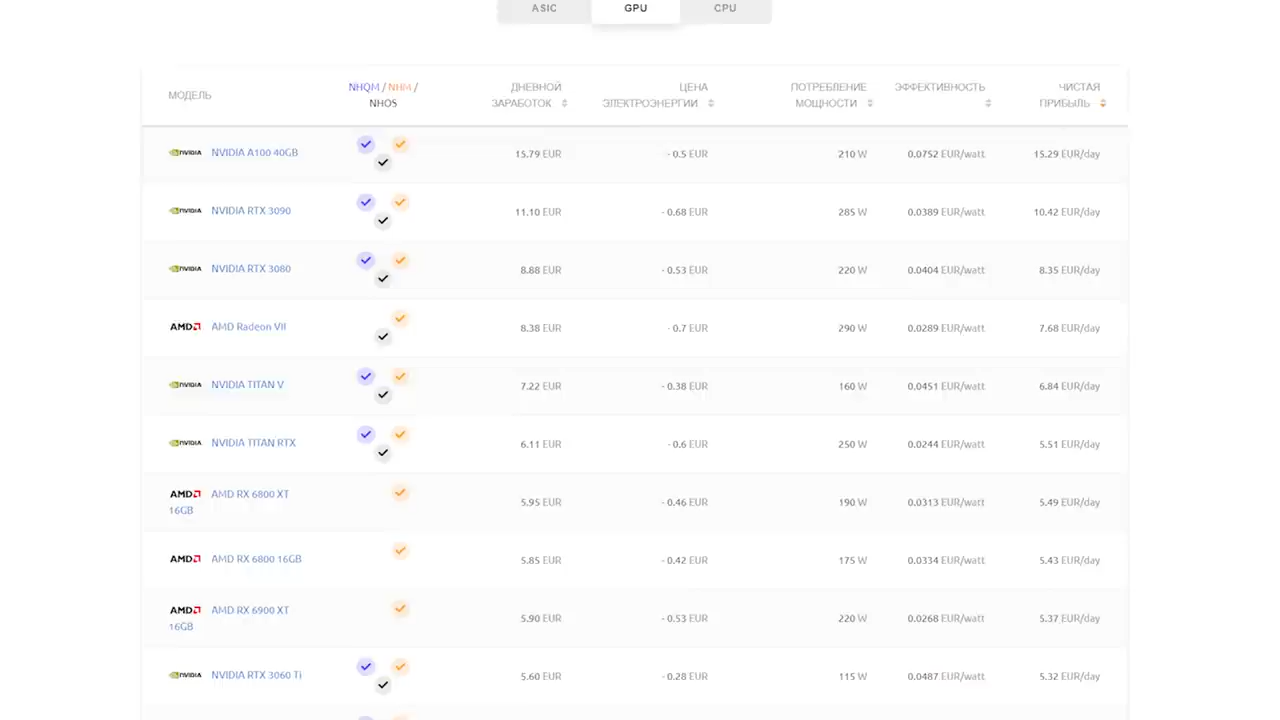 ASIC GPU CPU
МОДЕЛЬ NHQM / NHM / NHOS ДНЕВНОЙ ЗАРАБОТОК ЦЕНА ЭЛЕКТРОЭНЕРГИИ ПОТРЕБЛЕНИЕ МОЩНОСТИ ЭФФЕКТИВНОСТЬ ЧИСТАЯ ПРИБЫЛЬ
NVIDIA NVIDIA A100 40GB 15.79 EUR - 0.5 EUR 210 W 0.0752 EUR/watt 15.29 EUR/day
NVIDIA NVIDIA RTX 3090 11.10 EUR - 0.68 EUR 285 W 0.0389 EUR/watt 10.42 EUR/day
NVIDIA NVIDIA RTX 3080 8.88 EUR - 0.53 EUR 220 W 0.0404 EUR/watt 8.35 EUR/day
AMD AMD Radeon VII 8.38 EUR - 0.7 EUR 290 W 0.0289 EUR/watt 7.68 EUR/day
NVIDIA NVIDIA TITAN V 7.22 EUR - 0.38 EUR 160 W 0.0451 EUR/watt 6.84 EUR/day
NVIDIA NVIDIA TITAN RTX 6.11 EUR - 0.6 EUR 250 W 0.0244 EUR/watt 5.51 EUR/day
AMD AMD RX 6800 XT 16GB 5.95 EUR - 0.46 EUR 190 W 0.0313 EUR/watt 5.49 EUR/day
AMD AMD RX 6800 16GB 5.85 EUR - 0.42 EUR 175 W 0.0334 EUR/watt 5.43 EUR/day
AMD AMD RX 6900 XT 16GB 5.90 EUR - 0.53 EUR 220 W 0.0268 EUR/watt 5.37 EUR/day
NVIDIA NVIDIA RTX 3060 Ti 5.60 EUR - 0.28 EUR 115 W 0.0487 EUR/watt 5.32 EUR/day